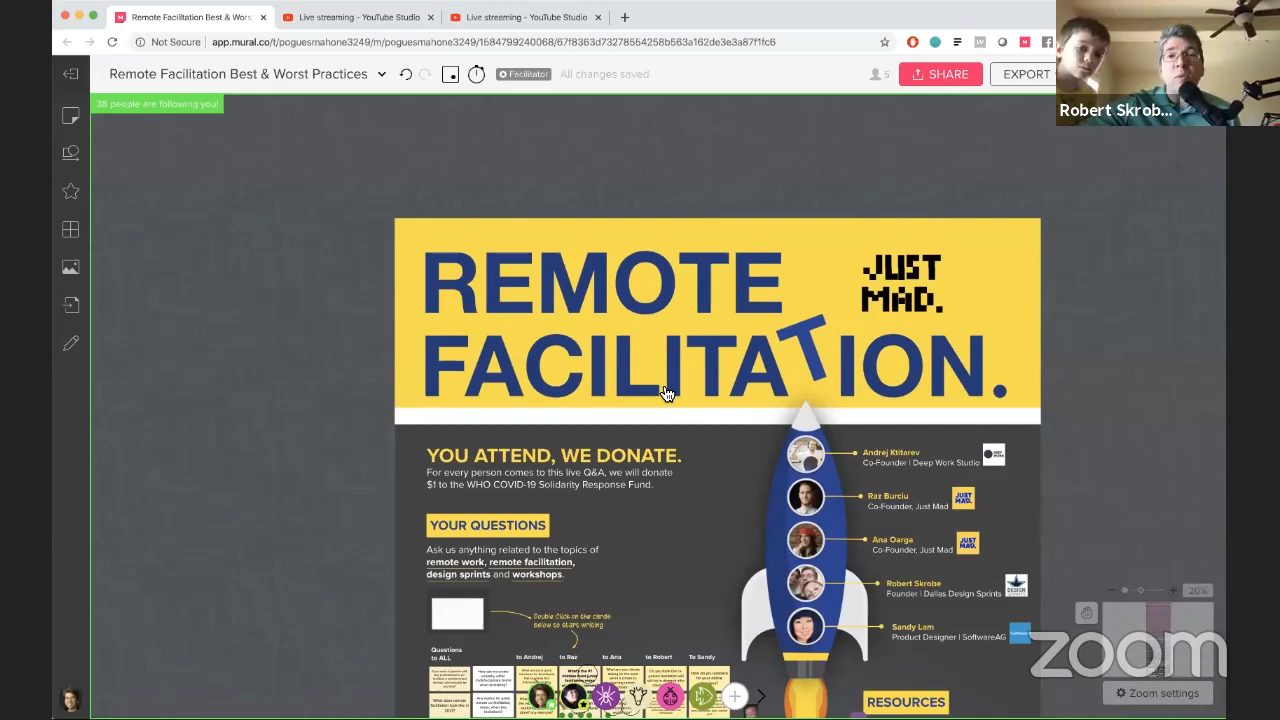 Remote Facilitation Best & Wors
Live streaming - YouTube Studio
Live streaming - YouTube Studio
Not Secure
app.mural.co/t/poguesmahone3249/m/poguesmahone3249/1584799240068/67f8363d73278554258b563a162de3e3a87f1fc6
Remote Facilitation Best & Worst Practices
Facilitator
All changes saved
5
SHARE
EXPORT
Robert Skrob...
38 people are following you!
REMOTE
FACILITATION.
JUST
MAD.
YOU ATTEND, WE DONATE.
For every person comes to this live Q&A, we will donate
$1 to the WHO COVID-19 Solidarity Response Fund.
YOUR QUESTIONS
Ask us anything related to the topics of
remote work, remote facilitation,
design sprints and workshops.
Double Click on the cards
below to start writing
Questions
to ALL
to Andrej
to Raz
to Ana
to Robert
To Sandy
Andrej Ktitarev
Co-Founder | Deep Work Studio
Raz Burciu
Co-Founder, Just Mad
JUST
MAD.
Ana Oarga
Co-Founder, Just Mad
JUST
MAD.
Robert Skrobe
Founder | Dallas Design Sprints
Sandy Lam
Product Designer | SoftwareAG
RESOURCES
20%
zoom
Zoom settings